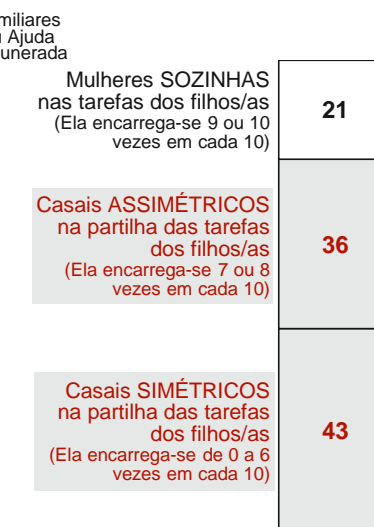 miliares
Ajuda
unerada
Mulheres SOZINHAS
nas tarefas dos filhos/as
(Ela encarrega-se 9 ou 10
vezes em cada 10)
21
Casais ASSIMÉTRICOS
na partilha das tarefas
dos filhos/as
(Ela encarrega-se 7 ou 8
vezes em cada 10)
36
Casais SIMÉTRICOS
na partilha das tarefas
dos filhos/as
(Ela encarrega-se de 0 a 6
vezes em cada 10)
43